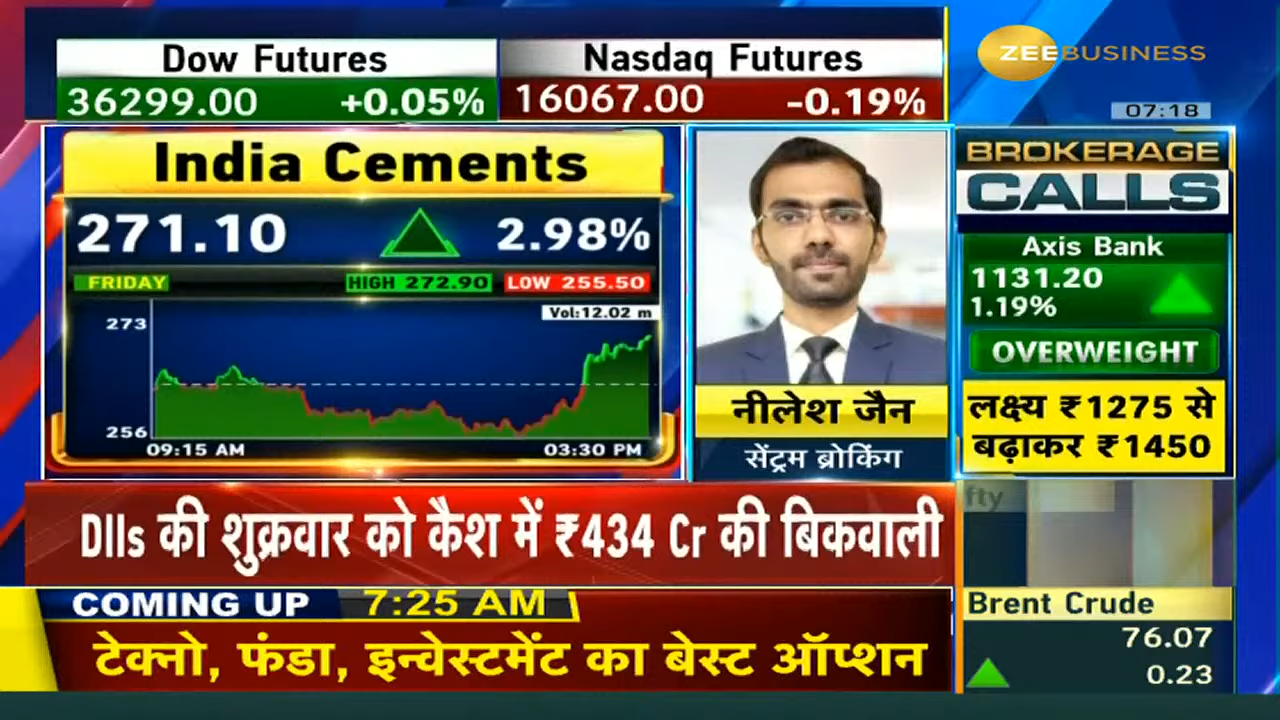 Dow Futures
36299.00 +0.05%
Nasdaq Futures
16067.00 -0.19%
ZEEBUSINESS
07:18
India Cements
271.10 2.98%
FRIDAY HIGH 272.90 LOW 255.50
Vol:12.02 m
273
256
09:15 AM 03:30 PM
नीलेश जैन
सेंट्रम ब्रोकिंग
BROKERAGE
CALLS
Axis Bank
1131.20
1.19%
OVERWEIGHT
लक्ष्य ₹1275 से
बढ़ाकर ₹1450
DIIs की शुक्रवार को कैश में ₹434 Cr की बिकवाली
COMING UP 7:25 AM
टेक्नो, फंडा, इन्वेस्टमेंट का बेस्ट ऑप्शन
fty
Brent Crude
76.07
0.23